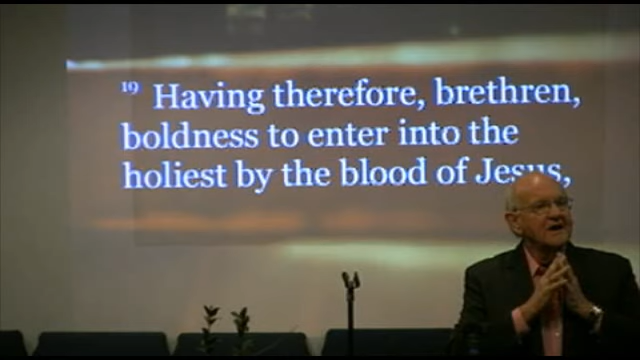 19 Having therefore, brethren,
boldness to enter into the
holiest by the blood of Jesus,